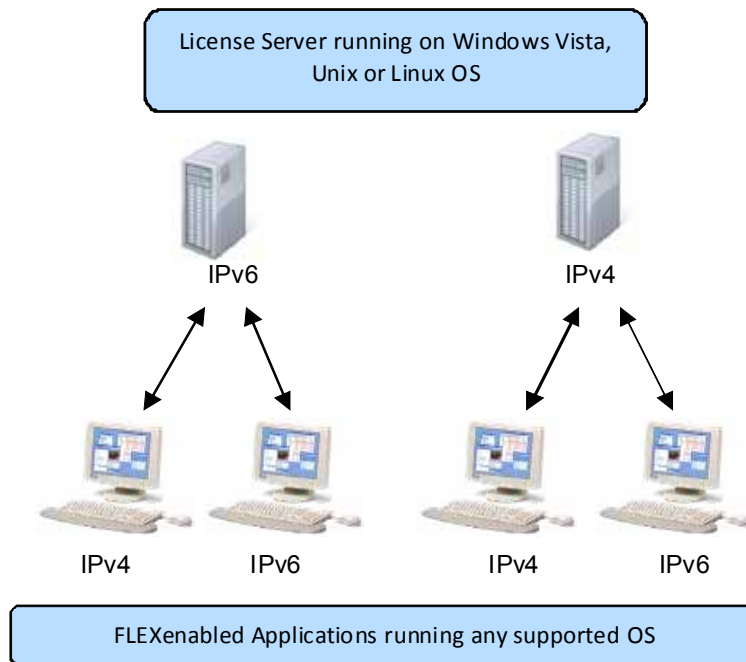 License Server running on Windows Vista,
Unix or Linux OS
IPv6
IPv4
IPv4
IPv6
IPv4
IPv6
FLEXenabled Applications running any supported OS